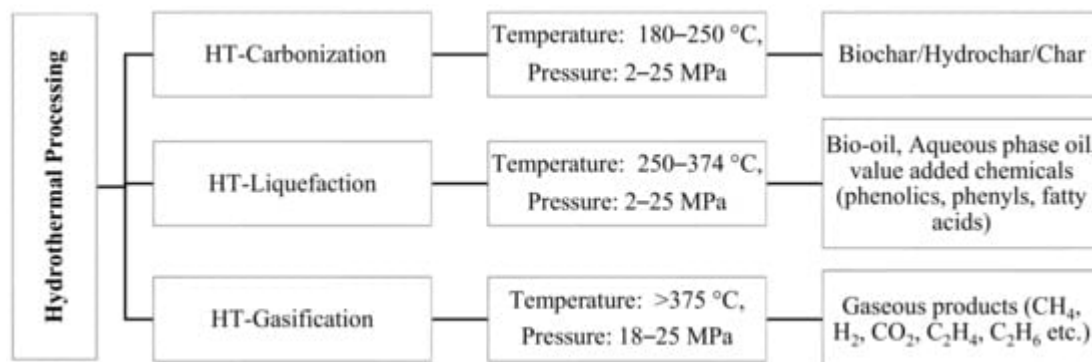 Hydrothermal Processing
HT-Carbonization
Temperature: 180–250 °C,
Pressure: 2–25 MPa
Biochar/Hydrochar/Char
HT-Liquefaction
Temperature: 250–374 °C,
Pressure: 2–25 MPa
Bio-oil, Aqueous phase oil
value added chemicals
(phenolics, phenyls, fatty
acids)
HT-Gasification
Temperature: >375 °C,
Pressure: 18–25 MPa
Gaseous products (CH₄,
H₂, CO₂, C₂H₄, C₂H₆ etc.)